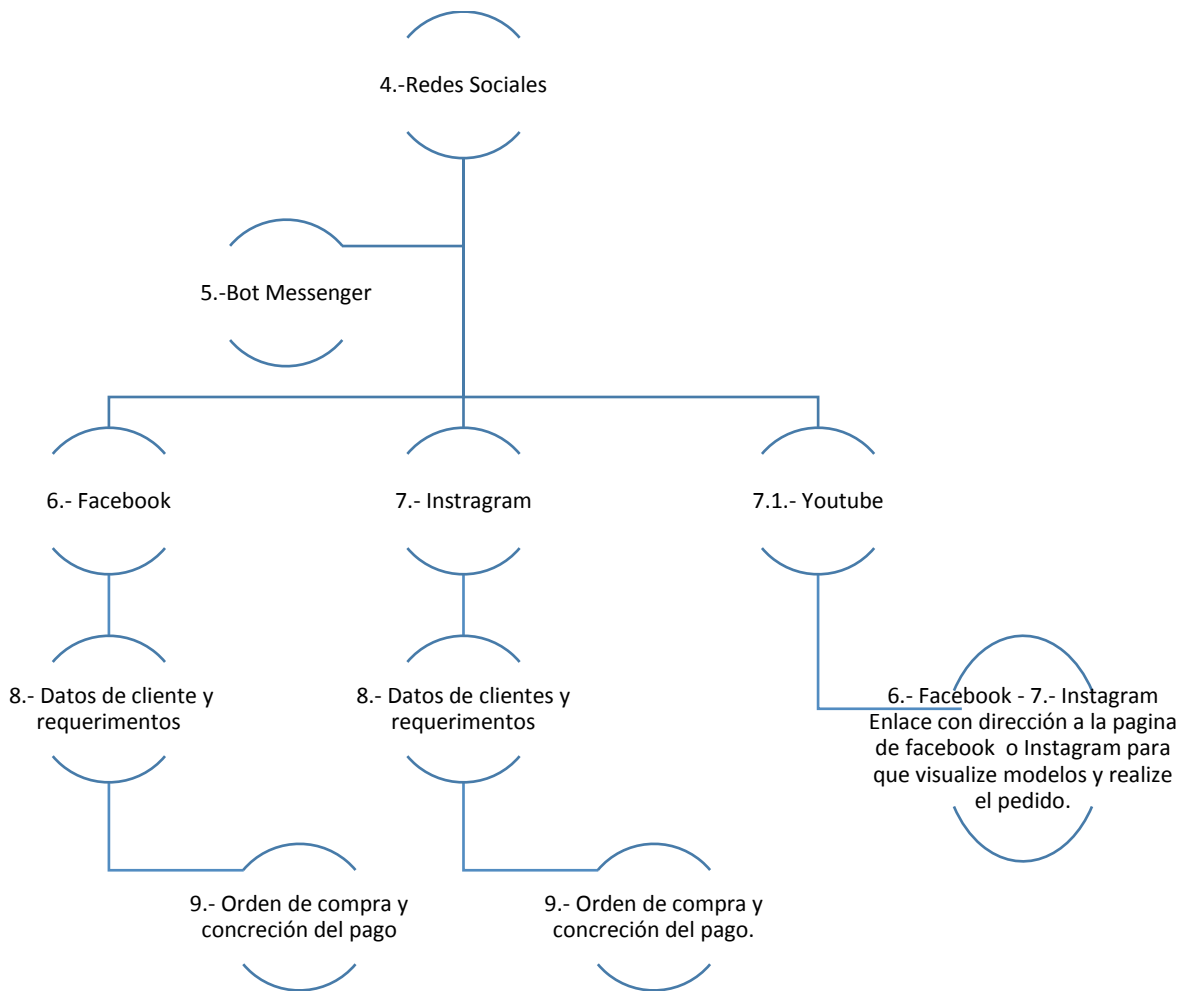 4.-Redes Sociales
5.-Bot Messenger
6.- Facebook
7.- Instragram
7.1.- Youtube
8.- Datos de cliente y
requerimentos
8.- Datos de clientes y
requerimentos
6.- Facebook - 7.- Instagram
Enlace con dirección a la pagina
de facebook o Instagram para
que visualize modelos y realize
el pedido.
9.- Orden de compra y
concreción del pago
9.- Orden de compra y
concreción del pago.